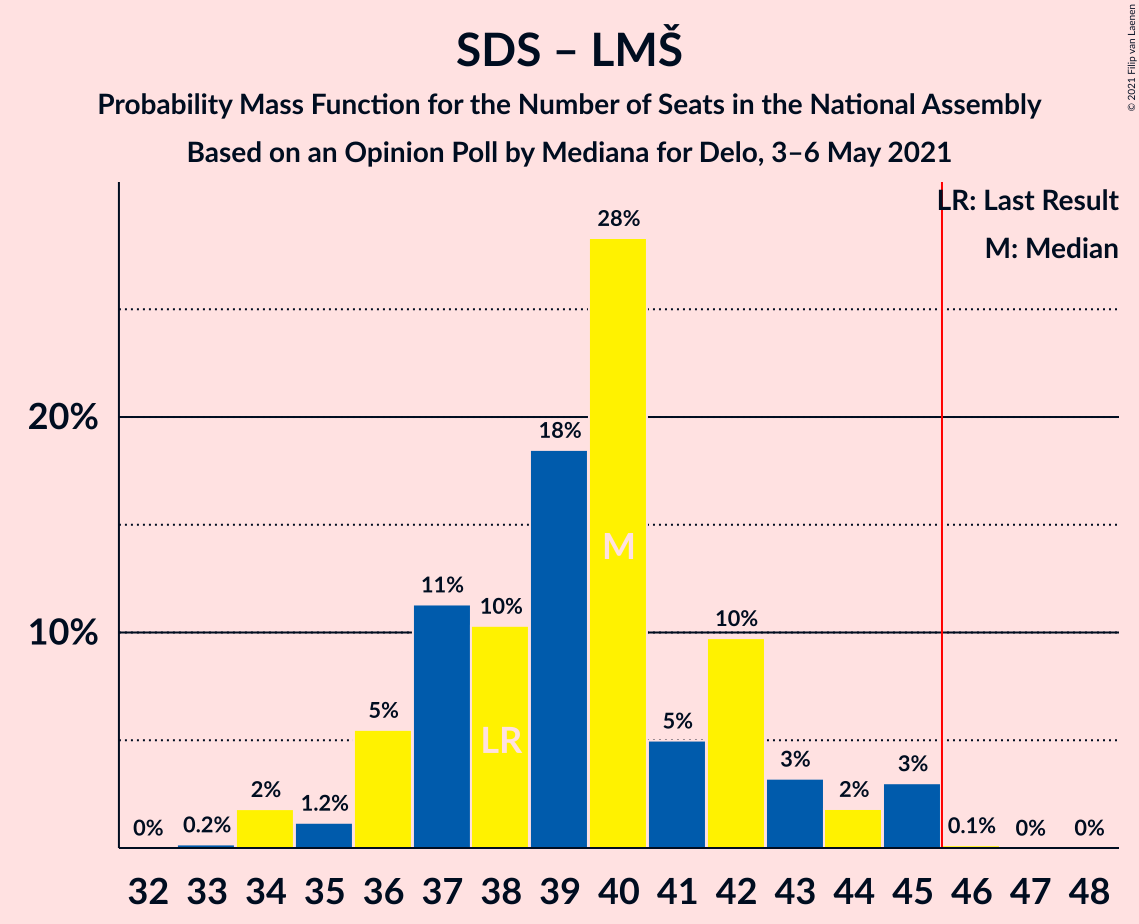 SDS – LMŠ
Probability Mass Function for the Number of Seats in the National Assembly
Based on an Opinion Poll by Mediana for Delo, 3–6 May 2021
© 2021 Filip van Laenen
LR: Last Result
M: Median
28%
20%
18%
M
11%
10%
10%
10%
5%
LR
5%
3%
3%
2%
2%
1.2%
0%
0.2%
0.1%
0%
0%
32 33 34 35 36 37 38 39 40 41 42 43 44 45 46 47 48